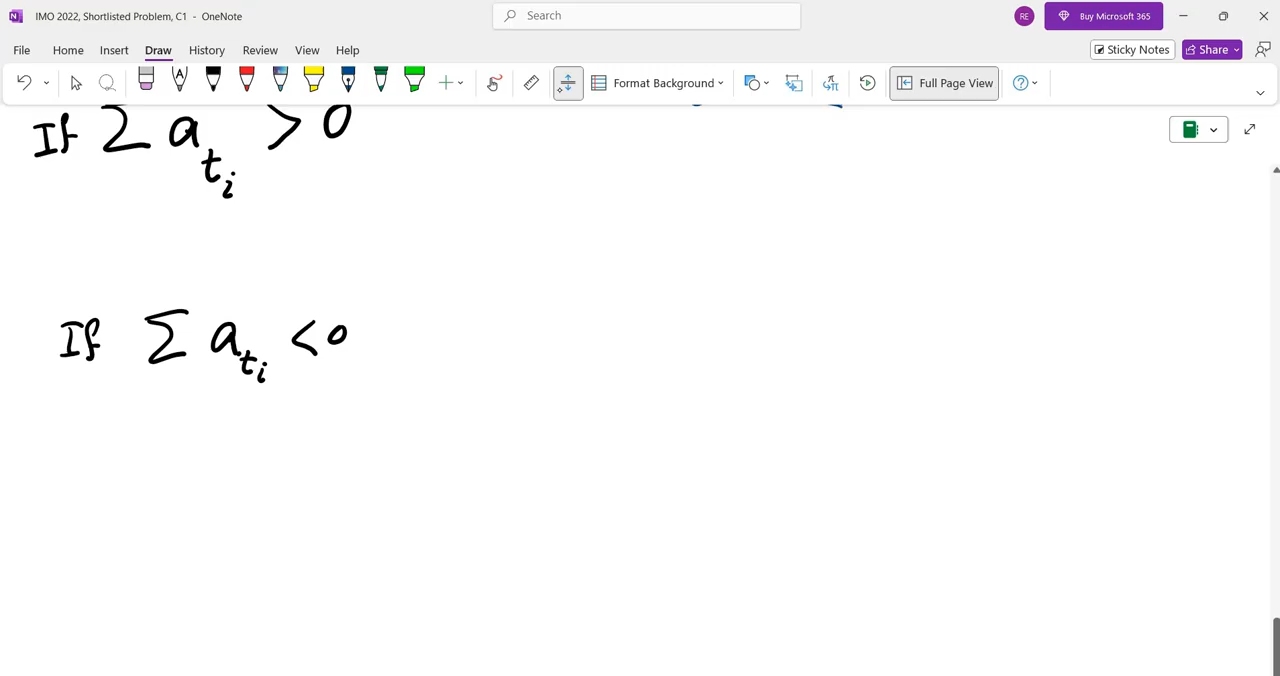 IMO 2022, Shortlisted Problem, C1 - OneNote
Search
RE
Buy Microsoft 365
File Home Insert Draw History Review View Help
Sticky Notes
Share
A
Format Background
Full Page View
If Σ a_{t_i} > 0
If Σ a_{t_i} < 0